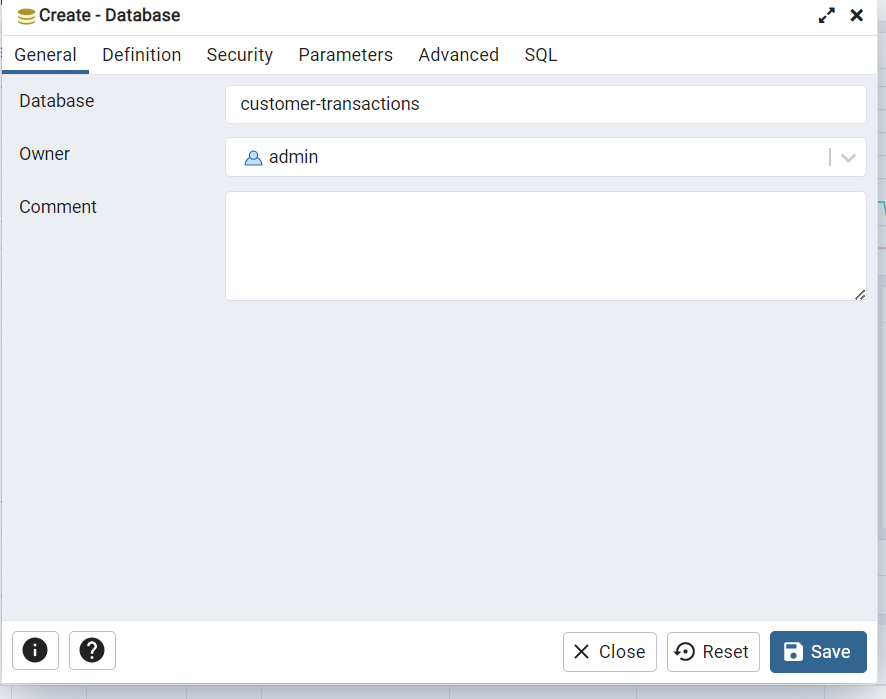 Create - Database
General Definition Security Parameters Advanced SQL
Database customer-transactions
Owner admin
Comment
Close Reset Save